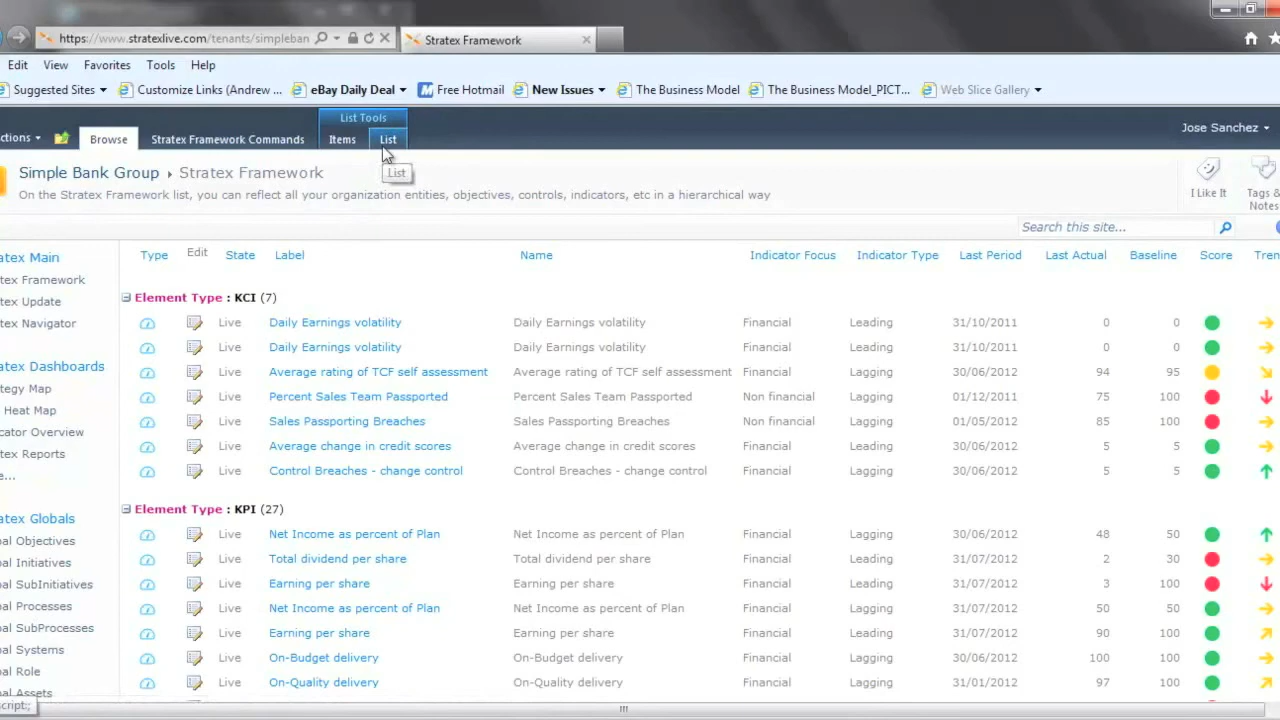 https://www.stratexlive.com/tenants/simpleban
Stratex Framework
Edit View Favorites Tools Help
Suggested Sites Customize Links (Andrew ... eBay Daily Deal Free Hotmail New Issues The Business Model The Business Model_PICT... Web Slice Gallery
List Tools
ctions Browse Stratex Framework Commands Items List
Jose Sanchez
List
Simple Bank Group Stratex Framework
On the Stratex Framework list, you can reflect all your organization entities, objectives, controls, indicators, etc in a hierarchical way
I Like It
Tags &
Notes
Search this site...
atex Main
tex Framework
tex Update
tex Navigator
atex Dashboards
tegy Map
Heat Map
cator Overview
tex Reports
e...
atex Globals
bal Objectives
bal Initiatives
bal SubInitiatives
bal Processes
bal SubProcesses
bal Systems
bal Role
bal Assets
script:;
Type Edit State Label Name Indicator Focus Indicator Type Last Period Last Actual Baseline Score Tren
Element Type : KCI (7)
Live Daily Earnings volatility Daily Earnings volatility Financial Leading 31/10/2011 0 0
Live Daily Earnings volatility Daily Earnings volatility Financial Leading 31/10/2011 0 0
Live Average rating of TCF self assessment Average rating of TCF self assessment Financial Lagging 30/06/2012 94 95
Live Percent Sales Team Passported Percent Sales Team Passported Non financial Lagging 01/12/2011 75 100
Live Sales Passporting Breaches Sales Passporting Breaches Non financial Lagging 01/05/2012 85 100
Live Average change in credit scores Average change in credit scores Financial Lagging 30/06/2012 5 5
Live Control Breaches - change control Control Breaches - change control Financial Lagging 30/06/2012 5 5
Element Type : KPI (27)
Live Net Income as percent of Plan Net Income as percent of Plan Financial Lagging 30/06/2012 48 50
Live Total dividend per share Total dividend per share Financial Leading 31/07/2012 2 30
Live Earning per share Earning per share Financial Leading 31/07/2012 3 100
Live Net Income as percent of Plan Net Income as percent of Plan Financial Lagging 31/07/2012 50 50
Live Earning per share Earning per share Financial Leading 31/07/2012 90 100
Live On-Budget delivery On-Budget delivery Financial Lagging 30/06/2012 100 100
Live On-Quality delivery On-Quality delivery Financial Lagging 31/01/2012 97 100